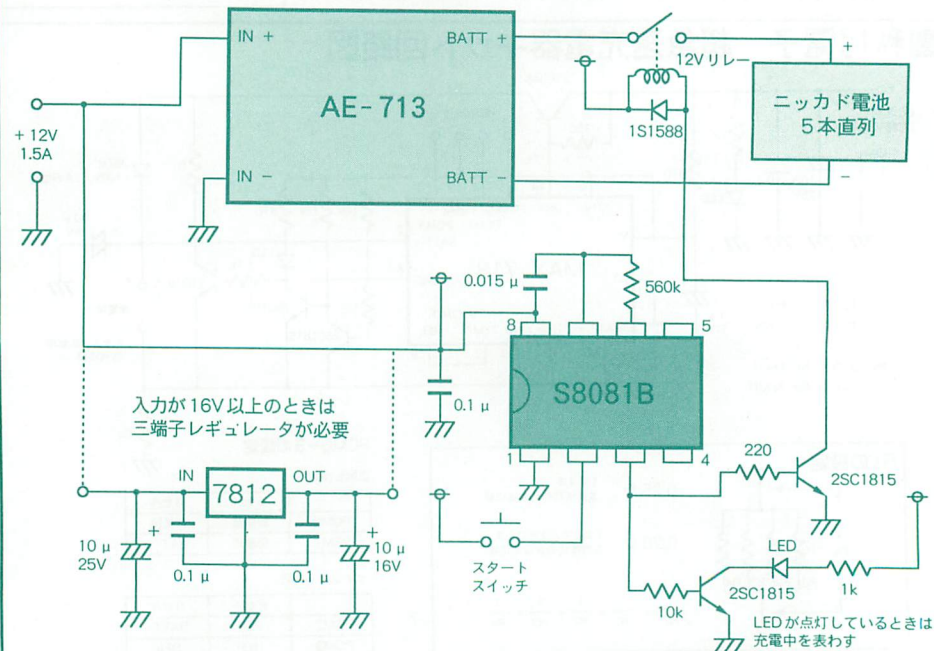 IN +
BATT +
AE-713
IN −
BATT −
12Vリレー
1S1588
+
ニッカド電池
5本直列
−
+ 12V
1.5A
0.015 μ
560k
8
5
S8081B
1
4
0.1 μ
入力が16V以上のときは
三端子レギュレータが必要
IN
7812
OUT
+
10 μ
25V
0.1 μ
0.1 μ
+
10 μ
16V
スタート
スイッチ
220
2SC1815
LED
2SC1815
1k
10k
LEDが点灯しているときは
充電中を表わす